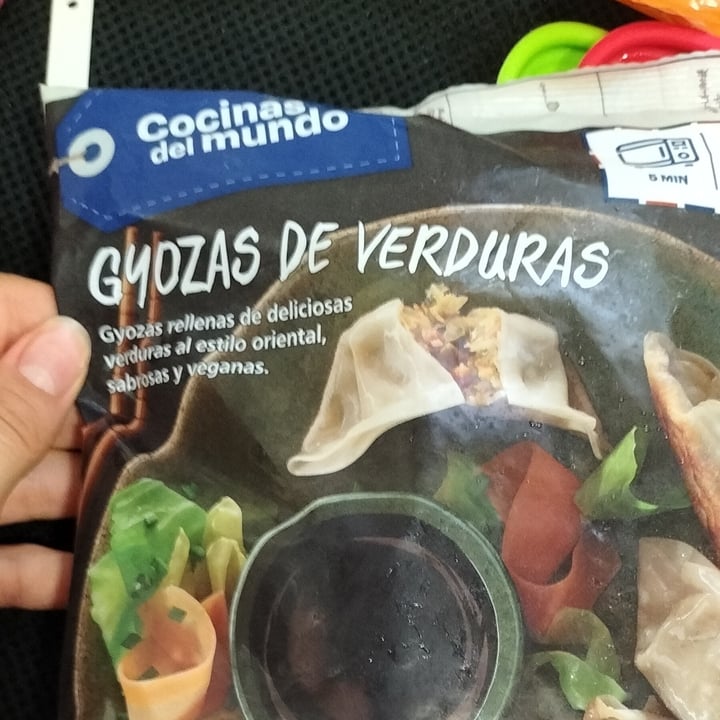 Cocinas
del mundo
5 MIN
GYOZAS DE VERDURAS
Gyozas rellenas de deliciosas
verduras al estilo oriental,
sabrosas y veganas.